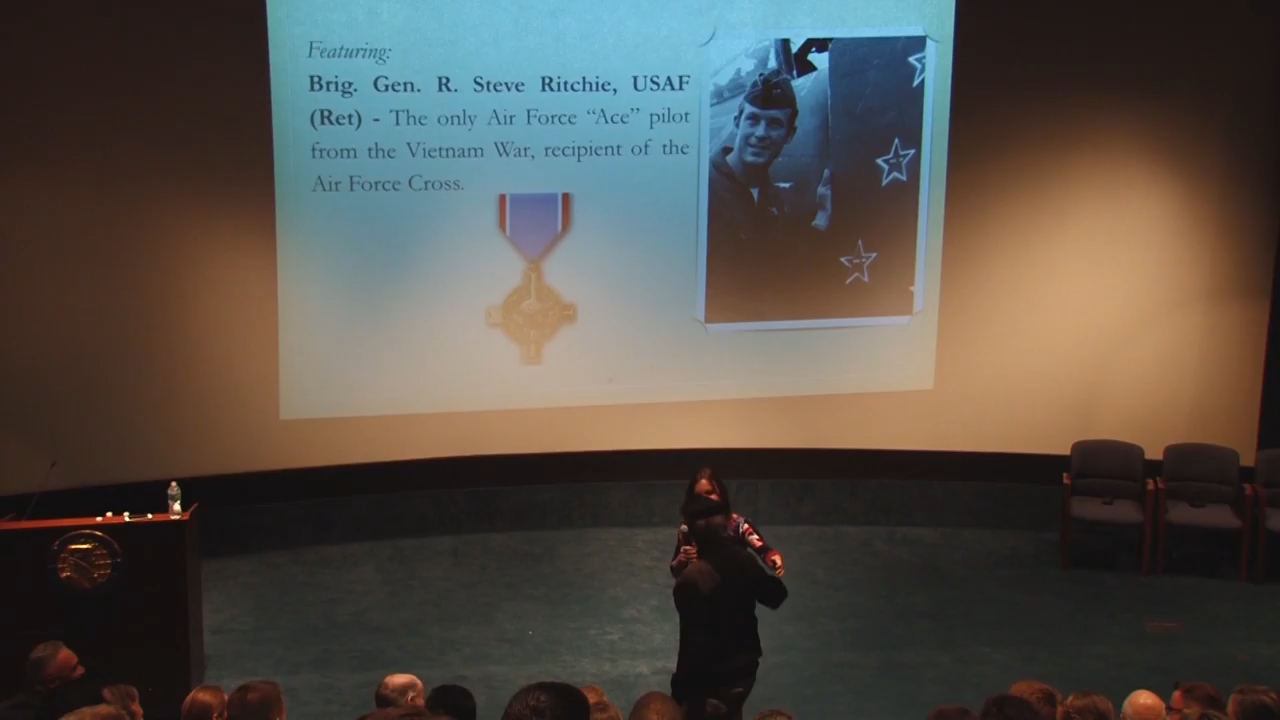 Featuring:
Brig. Gen. R. Steve Ritchie, USAF
(Ret) - The only Air Force “Ace” pilot
from the Vietnam War, recipient of the
Air Force Cross.